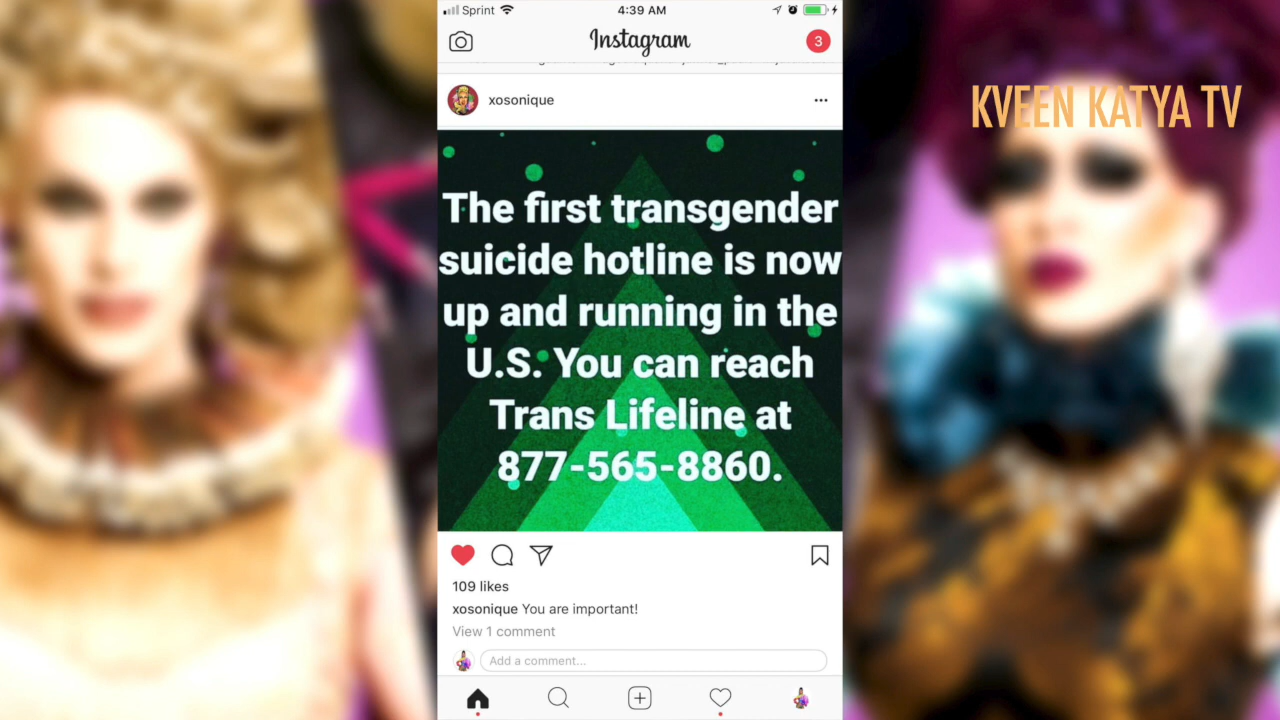 Sprint
4:39 AM
Instagram
3
xosonique
KVEEN KATYA TV
The first transgender
suicide hotline is now
up and running in the
U.S. You can reach
Trans Lifeline at
877-565-8860.
109 likes
xosonique You are important!
View 1 comment
Add a comment...